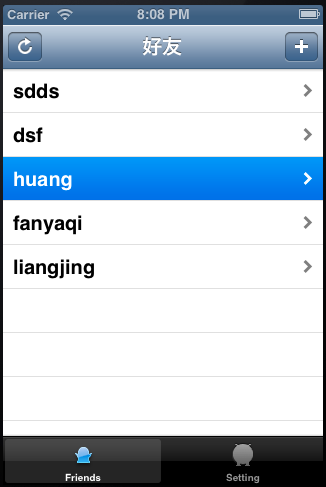 Carrier 8:08 PM
好友
sdds
dsf
huang
fanyaqi
liangjing
Friends Setting